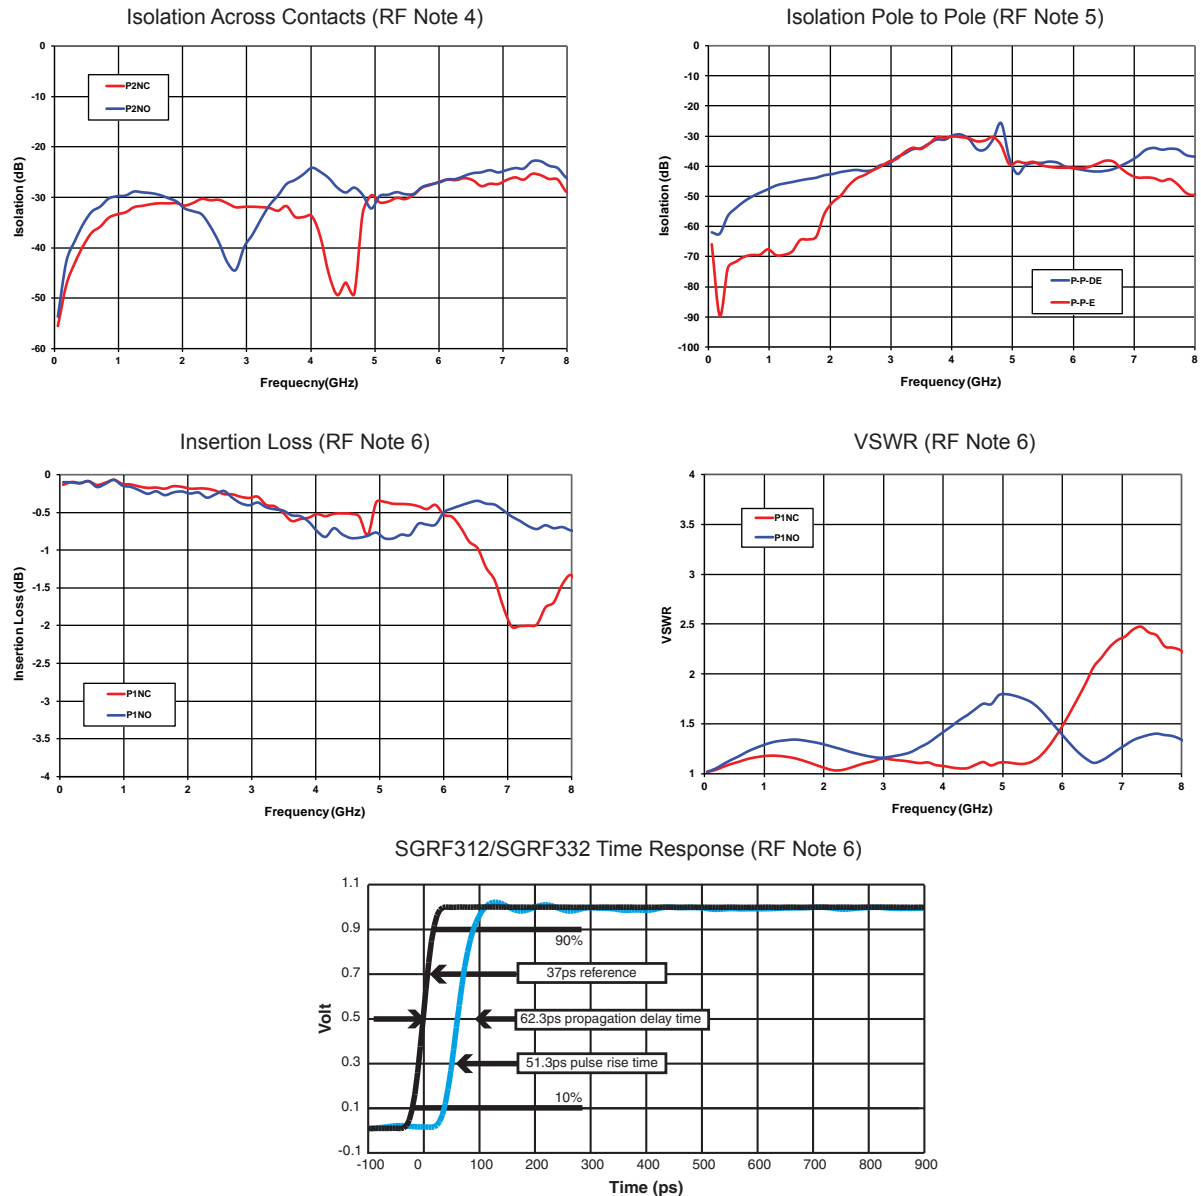 Isolation Across Contacts (RF Note 4)
0
-10
-20
-30
-40
-50
-60
Isolation (dB)
P2NC
P2NO
0 1 2 3 4 5 6 7 8
Frequecny(GHz)
Isolation Pole to Pole (RF Note 5)
0
-10
-20
-30
-40
-50
-60
-70
-80
-90
-100
Isolation (dB)
P-P-DE
P-P-E
0 1 2 3 4 5 6 7 8
Frequency (GHz)
Insertion Loss (RF Note 6)
0
-0.5
-1
-1.5
-2
-2.5
-3
-3.5
-4
Insertion Loss (dB)
P1NC
P1NO
0 1 2 3 4 5 6 7 8
Frequency (GHz)
VSWR (RF Note 6)
4
3.5
3
2.5
2
1.5
1
VSWR
P1NC
P1NO
0 1 2 3 4 5 6 7 8
Frequency (GHz)
SGRF312/SGRF332 Time Response (RF Note 6)
1.1
0.9
0.7
0.5
0.3
0.1
-0.1
Volt
90%
37ps reference
62.3ps propagation delay time
51.3ps pulse rise time
10%
-100 0 100 200 300 400 500 600 700 800 900
Time (ps)